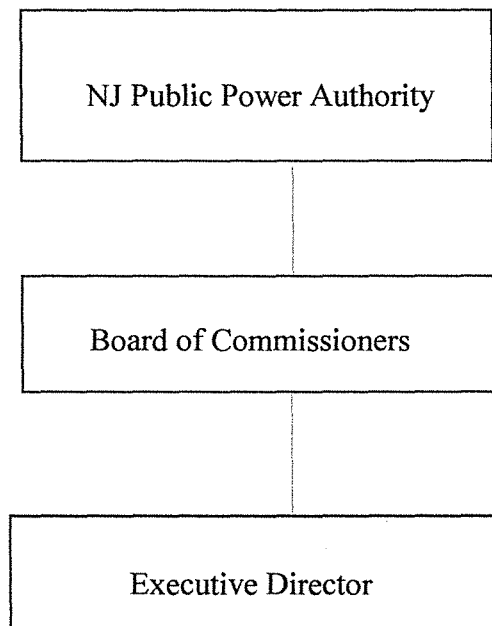 NJ Public Power Authority
Board of Commissioners
Executive Director